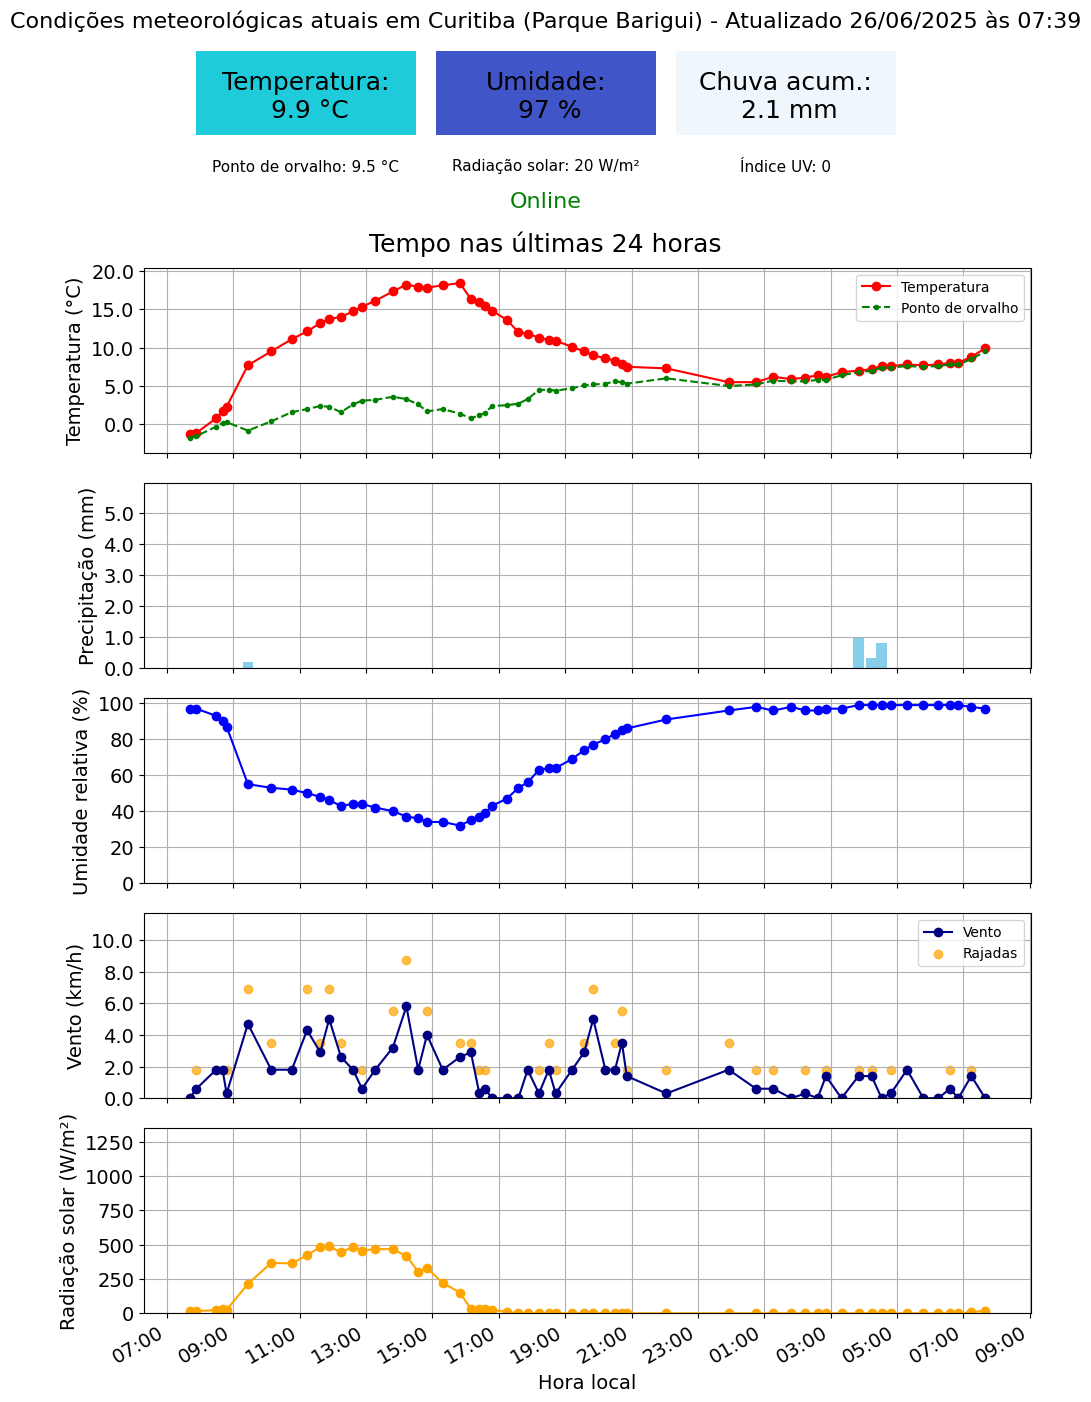 Condições meteorológicas atuais em Curitiba (Parque Barigui) - Atualizado 26/06/2025 às 07:39
Temperatura:
9.9 °C
Umidade:
97 %
Chuva acum.:
2.1 mm
Ponto de orvalho: 9.5 °C
Radiação solar: 20 W/m²
Índice UV: 0
Online
Tempo nas últimas 24 horas
Temperatura (°C)
20.0
15.0
10.0
5.0
0.0
Temperatura
Ponto de orvalho
Precipitação (mm)
5.0
4.0
3.0
2.0
1.0
0.0
Umidade relativa (%)
100
80
60
40
20
0
Vento (km/h)
10.0
8.0
6.0
4.0
2.0
0.0
Vento
Rajadas
Radiação solar (W/m²)
1250
1000
750
500
250
0
07:00
09:00
11:00
13:00
15:00
17:00
19:00
21:00
23:00
01:00
03:00
05:00
07:00
09:00
Hora local